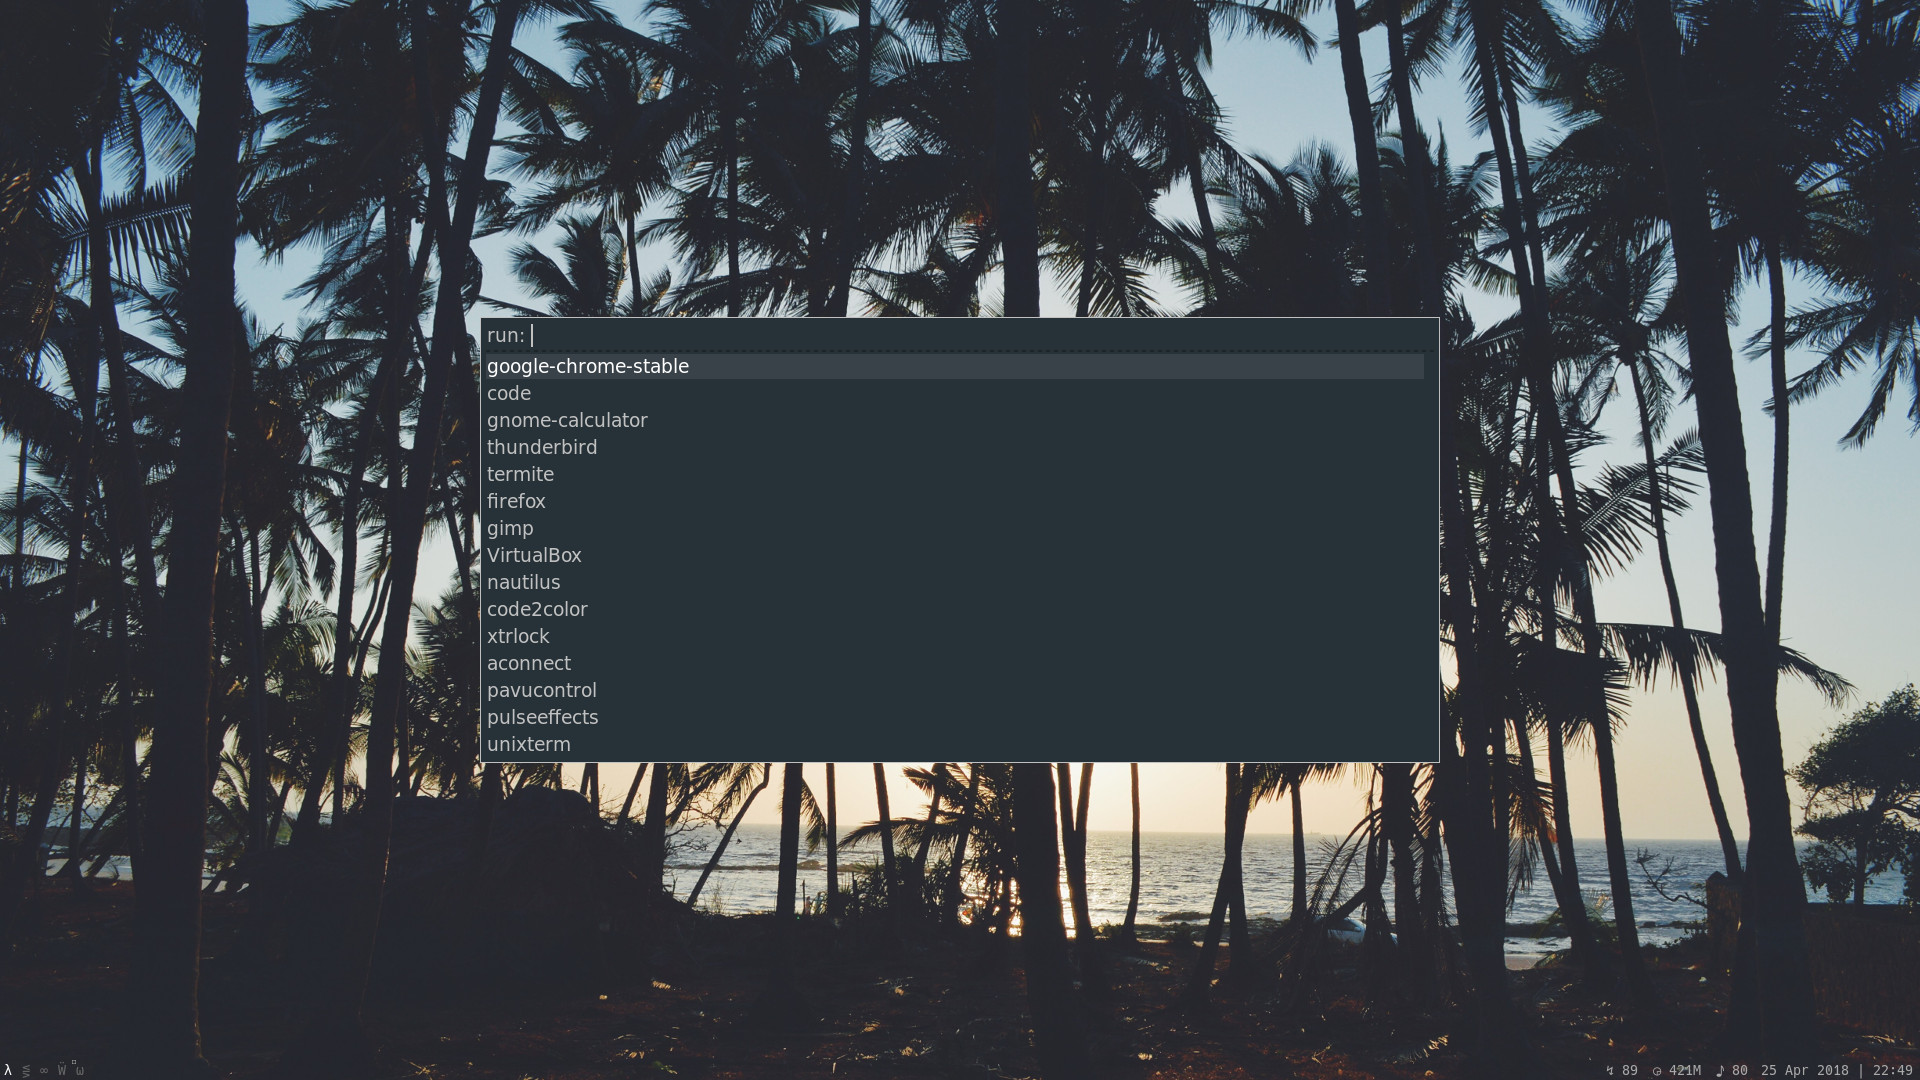 run:
google-chrome-stable
code
gnome-calculator
thunderbird
termite
firefox
gimp
VirtualBox
nautilus
code2color
xtrlock
aconnect
pavucontrol
pulseeffects
unixterm
λ ≶ ∞ Ẅ ω 89 421M ♪ 80 25 Apr 2018 | 22:49